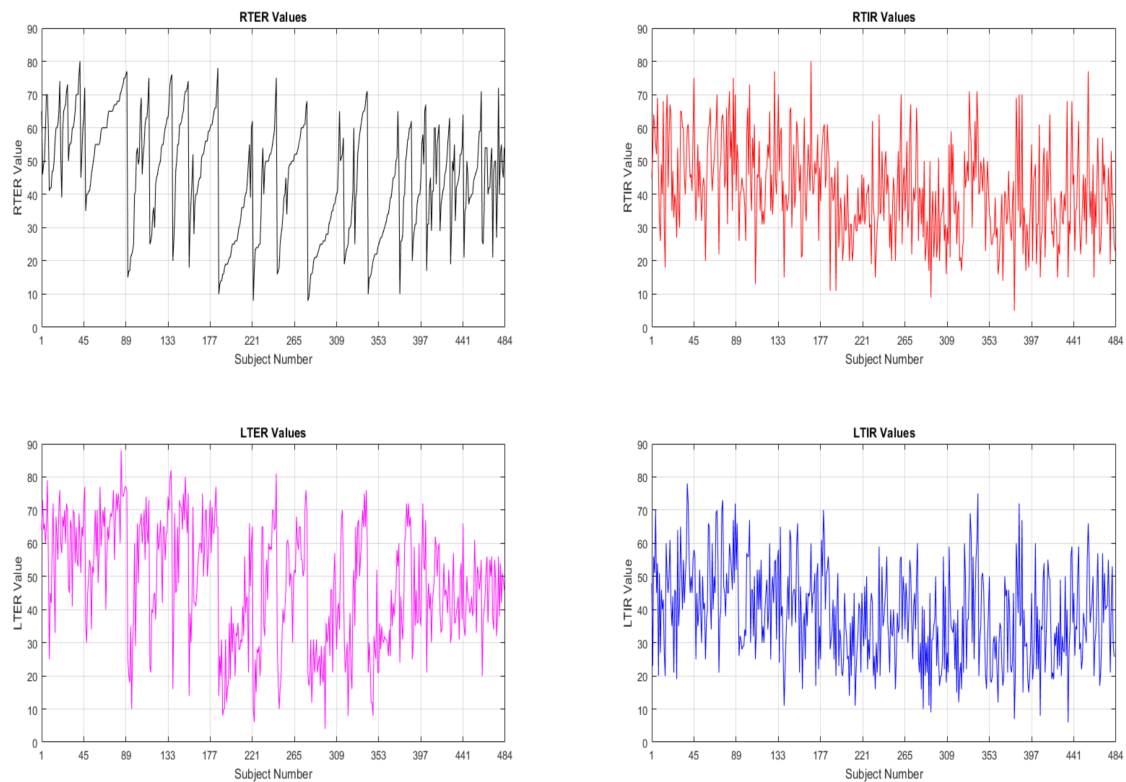 RTER Values
90
80
70
60
50
40
30
20
10
0
RTER Value
1 45 89 133 177 221 265 309 353 397 441 484
Subject Number
RTIR Values
90
80
70
60
50
40
30
20
10
0
RTIR Value
1 45 89 133 177 221 265 309 353 397 441 484
Subject Number
LTER Values
90
80
70
60
50
40
30
20
10
0
LTER Value
1 45 89 133 177 221 265 309 353 397 441 484
Subject Number
LTIR Values
90
80
70
60
50
40
30
20
10
0
LTIR Value
1 45 89 133 177 221 265 309 353 397 441 484
Subject Number